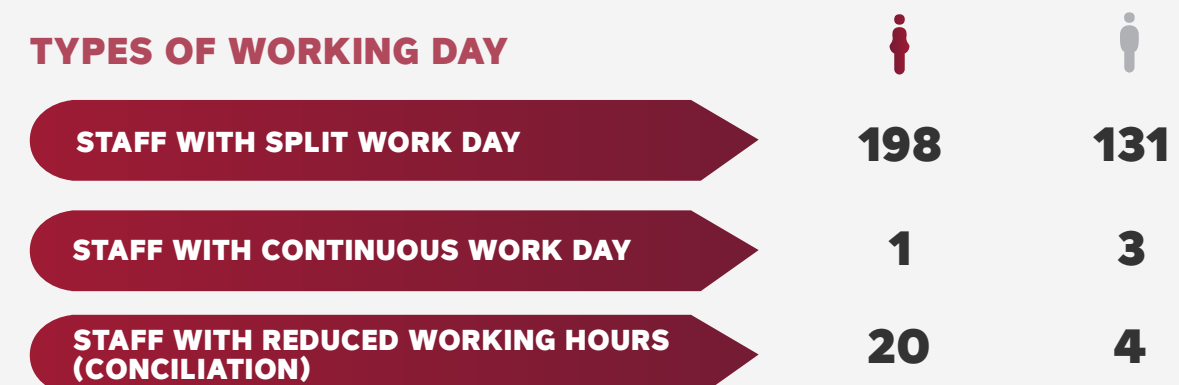 TYPES OF WORKING DAY
STAFF WITH SPLIT WORK DAY 198 131
STAFF WITH CONTINUOUS WORK DAY 1 3
STAFF WITH REDUCED WORKING HOURS
(CONCILIATION) 20 4